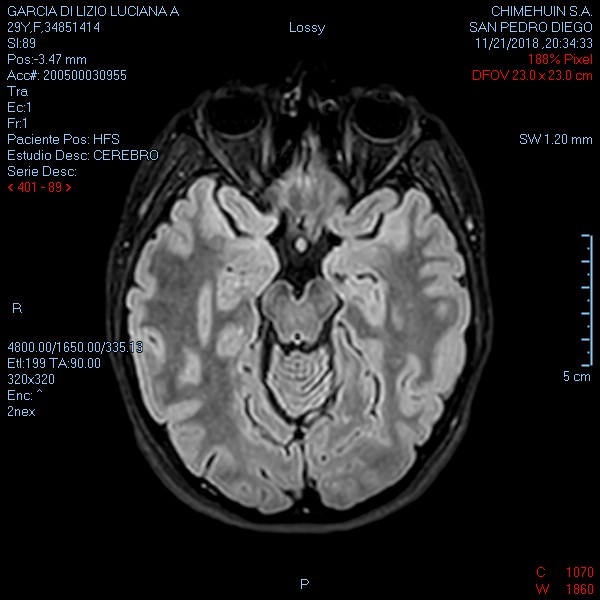 GARCIA DI LIZIO LUCIANA A
29Y,F,34851414
Sl:89
Pos:-3.47 mm
Acc#: 200500030955
Tra
Ec:1
Fr:1
Paciente Pos: HFS
Estudio Desc: CEREBRO
Serie Desc:
< 401 - 89 >
Lossy
CHIMEHUIN S.A.
SAN PEDRO DIEGO
11/21/2018 ,20:34:33
188% Pixel
DFOV 23.0 x 23.0 cm
SW 1.20 mm
R
4800.00/1650.00/335.13
Etl:199 TA:90.00
320x320
Enc: ^
2nex
5 cm
P
C 1070
W 1860